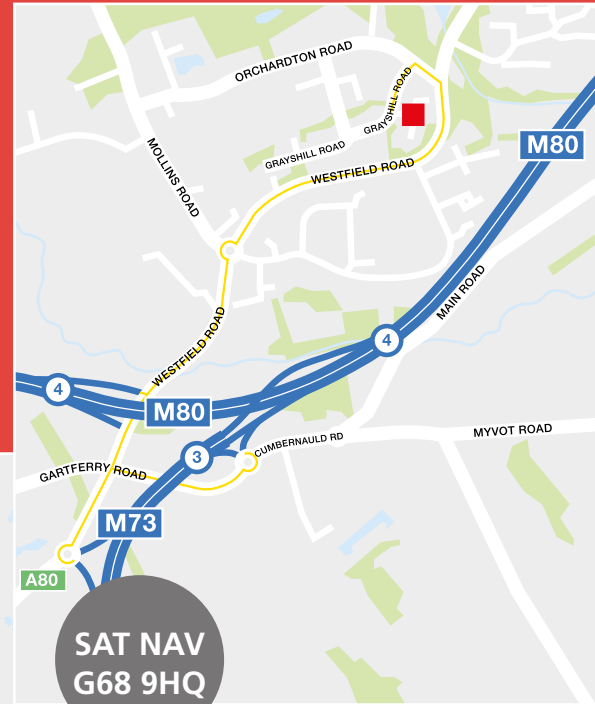 ORCHARDTON ROAD
GRAYSHILL ROAD
M80
MOLLINS ROAD
GRAYSHILL ROAD
WESTFIELD ROAD
MAIN ROAD
WESTFIELD ROAD
4
4
M80
MYVOT ROAD
CUMBERNAULD RD
3
GARTFERRY ROAD
M73
A80
SAT NAV
G68 9HQ